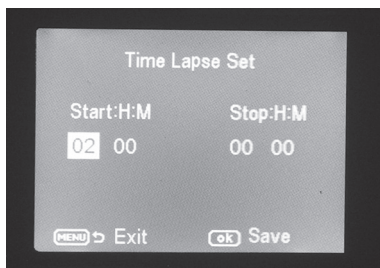 Time Lapse Set
Start:H:M Stop:H:M
02 00 00 00
MENU Exit ok Save